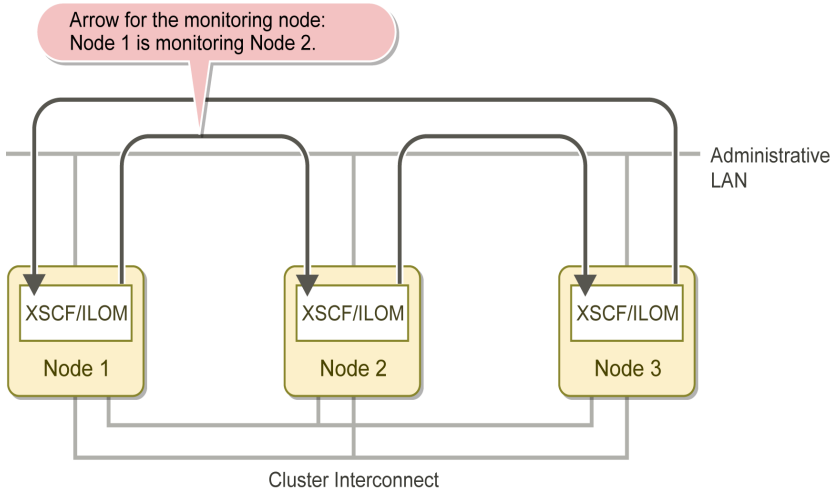 Arrow for the monitoring node:
Node 1 is monitoring Node 2.
Administrative
LAN
XSCF/ILOM
XSCF/ILOM
XSCF/ILOM
Node 1
Node 2
Node 3
Cluster Interconnect